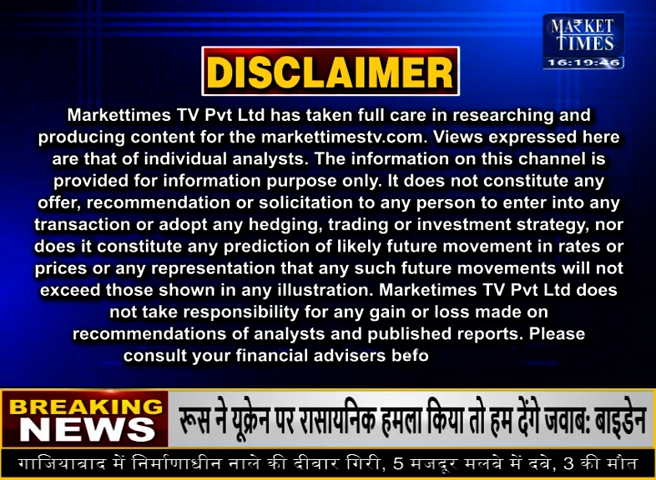 MARKET
TIMES
16:19:46
DISCLAIMER
Markettimes TV Pvt Ltd has taken full care in researching and
producing content for the markettimestv.com. Views expressed here
are that of individual analysts. The information on this channel is
provided for information purpose only. It does not constitute any
offer, recommendation or solicitation to any person to enter into any
transaction or adopt any hedging, trading or investment strategy, nor
does it constitute any prediction of likely future movement in rates or
prices or any representation that any such future movements will not
exceed those shown in any illustration. Marketimes TV Pvt Ltd does
not take responsibility for any gain or loss made on
recommendations of analysts and published reports. Please
consult your financial advisers befo
BREAKING
NEWS
रूस ने यूक्रेन पर रासायनिक हमला किया तो हम देंगे जवाब: बाइडेन
गाजियाबाद में निर्माणाधीन नाले की दीवार गिरी, 5 मजदूर मलबे में दबे, 3 की मौत